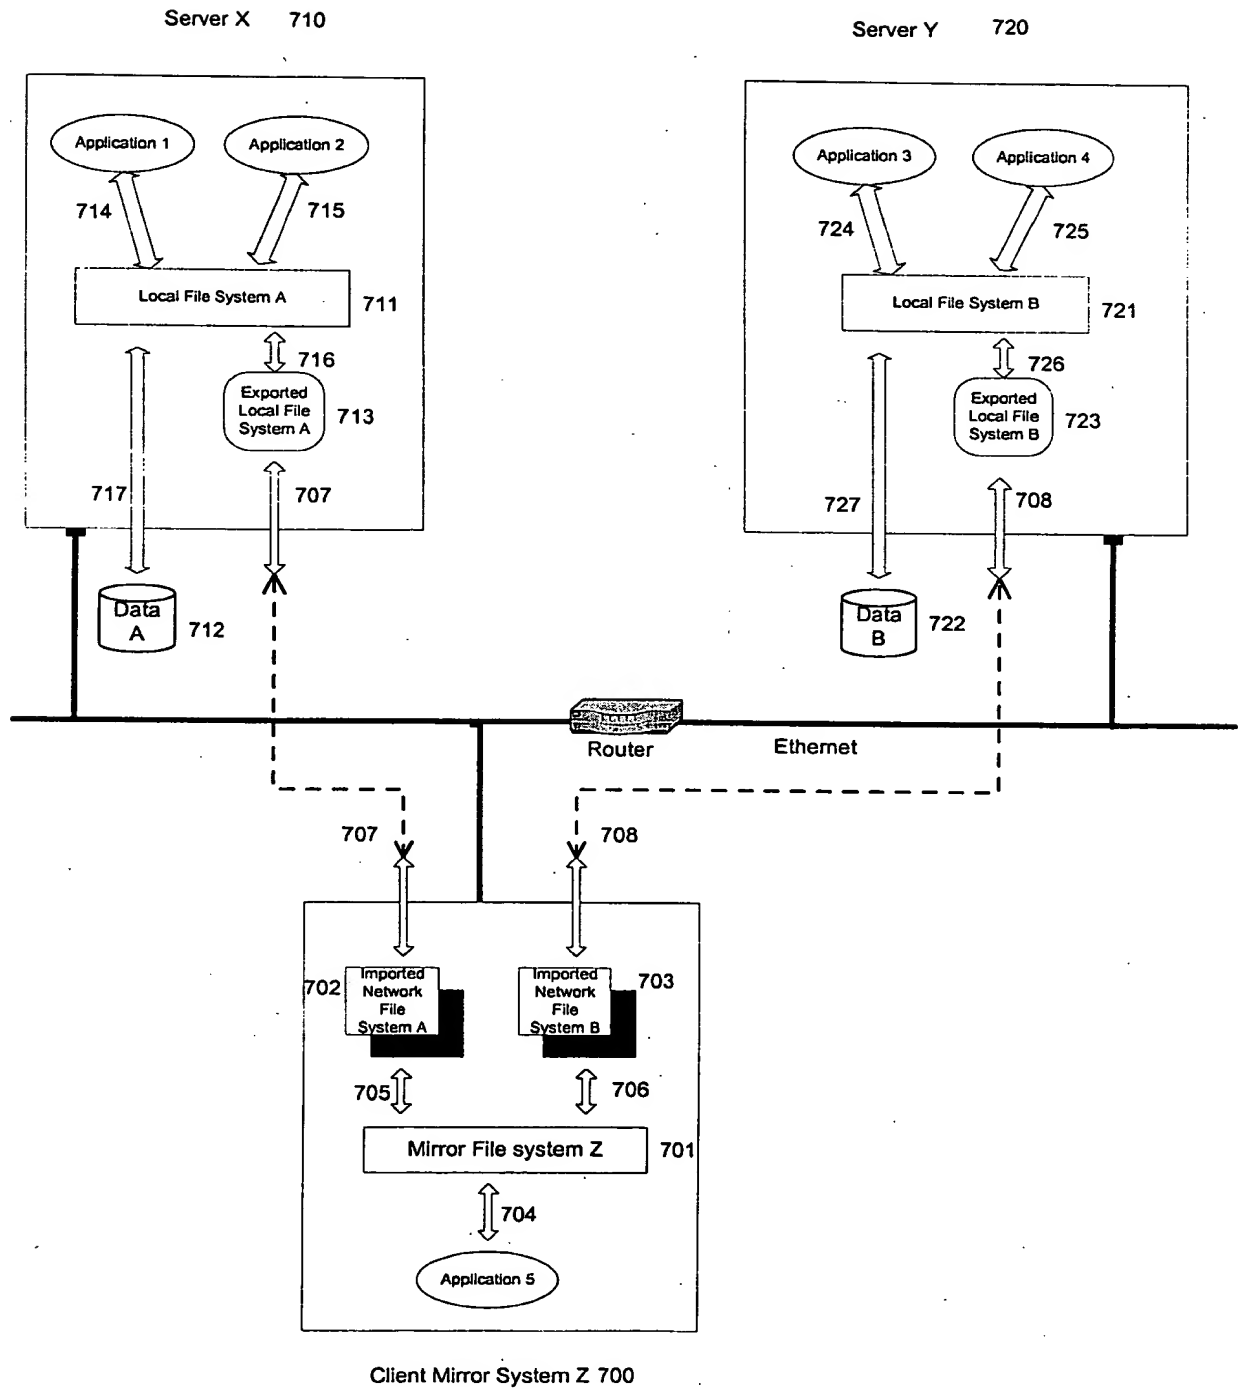 Server X 710
Server Y 720
Application 1
Application 2
714
715
Local File System A
711
716
Exported
Local File
System A
713
717
707
Data
A
712
Application 3
Application 4
724
725
Local File System B
721
726
Exported
Local File
System B
723
727
708
Data
B
722
Router
Ethernet
707
708
702
Imported
Network
File
System A
Imported
Network
File
System B
703
705
706
Mirror File system Z
701
704
Application 5
Client Mirror System Z 700